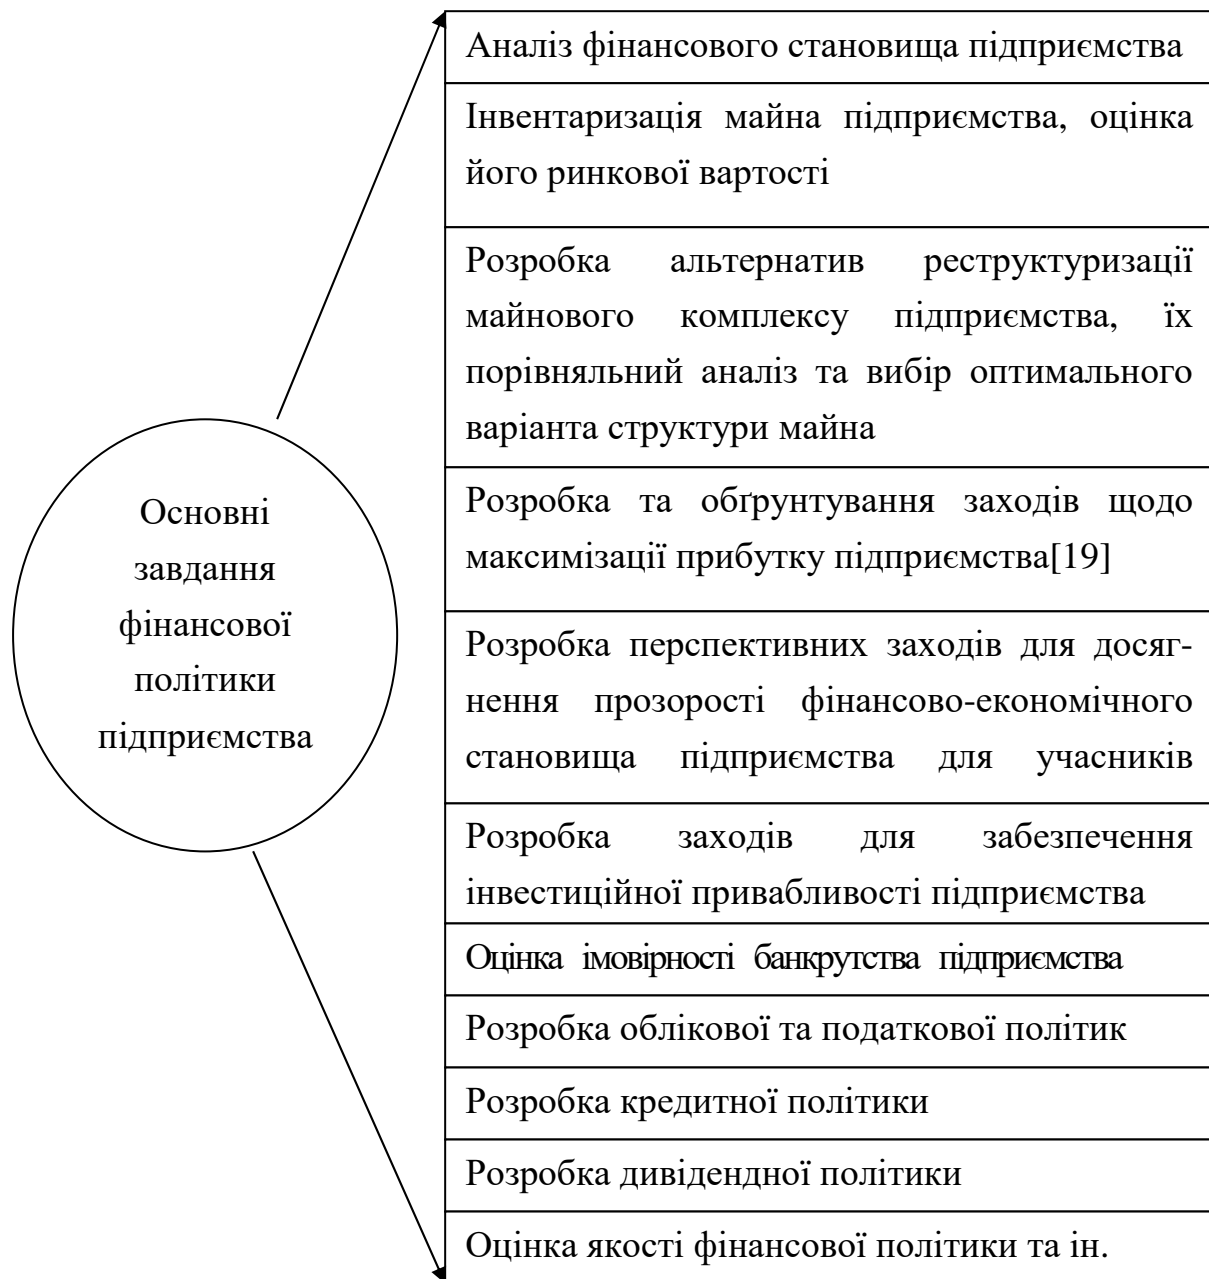 Аналіз фінансового становища підприємства
Інвентаризація майна підприємства, оцінка
його ринкової вартості
Розробка альтернатив реструктуризації
майнового комплексу підприємства, їх
порівняльний аналіз та вибір оптимального
варіанта структури майна
Розробка та обґрунтування заходів щодо
максимізації прибутку підприємства[19]
Розробка перспективних заходів для досяг-
нення прозорості фінансово-економічного
становища підприємства для учасників
Розробка заходів для забезпечення
інвестиційної привабливості підприємства
Оцінка імовірності банкрутства підприємства
Розробка облікової та податкової політик
Розробка кредитної політики
Розробка дивідендної політики
Оцінка якості фінансової політики та ін.
Основні
завдання
фінансової
політики
підприємства